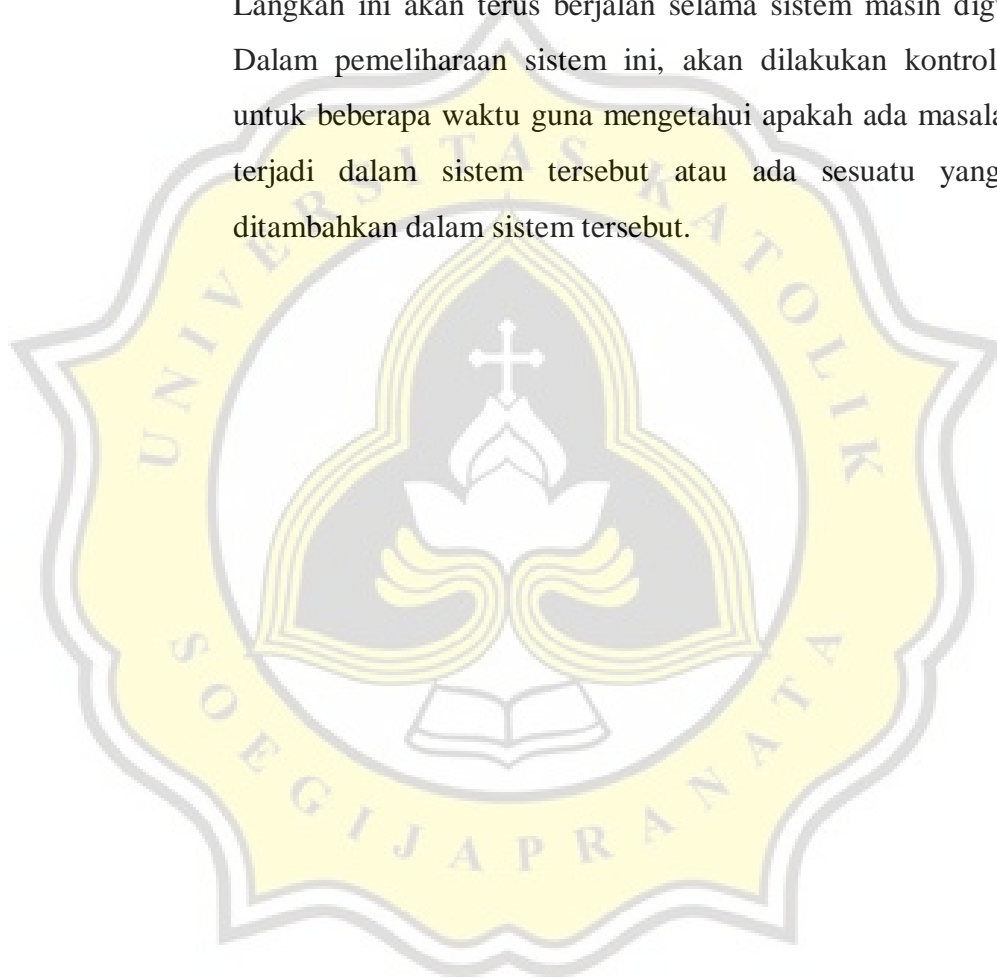 Langkah ini akan terus berjalan selama sistem masih
Dalam pemeliharaan sistem ini, akan dilakukan kontrol
untuk beberapa waktu guna mengetahui apakah ada
terjadi dalam sistem tersebut atau ada sesuatu yang
ditambahkan dalam sistem tersebut.
UNIVERSITAS KATOLIK
SOEGIJAPRANATA